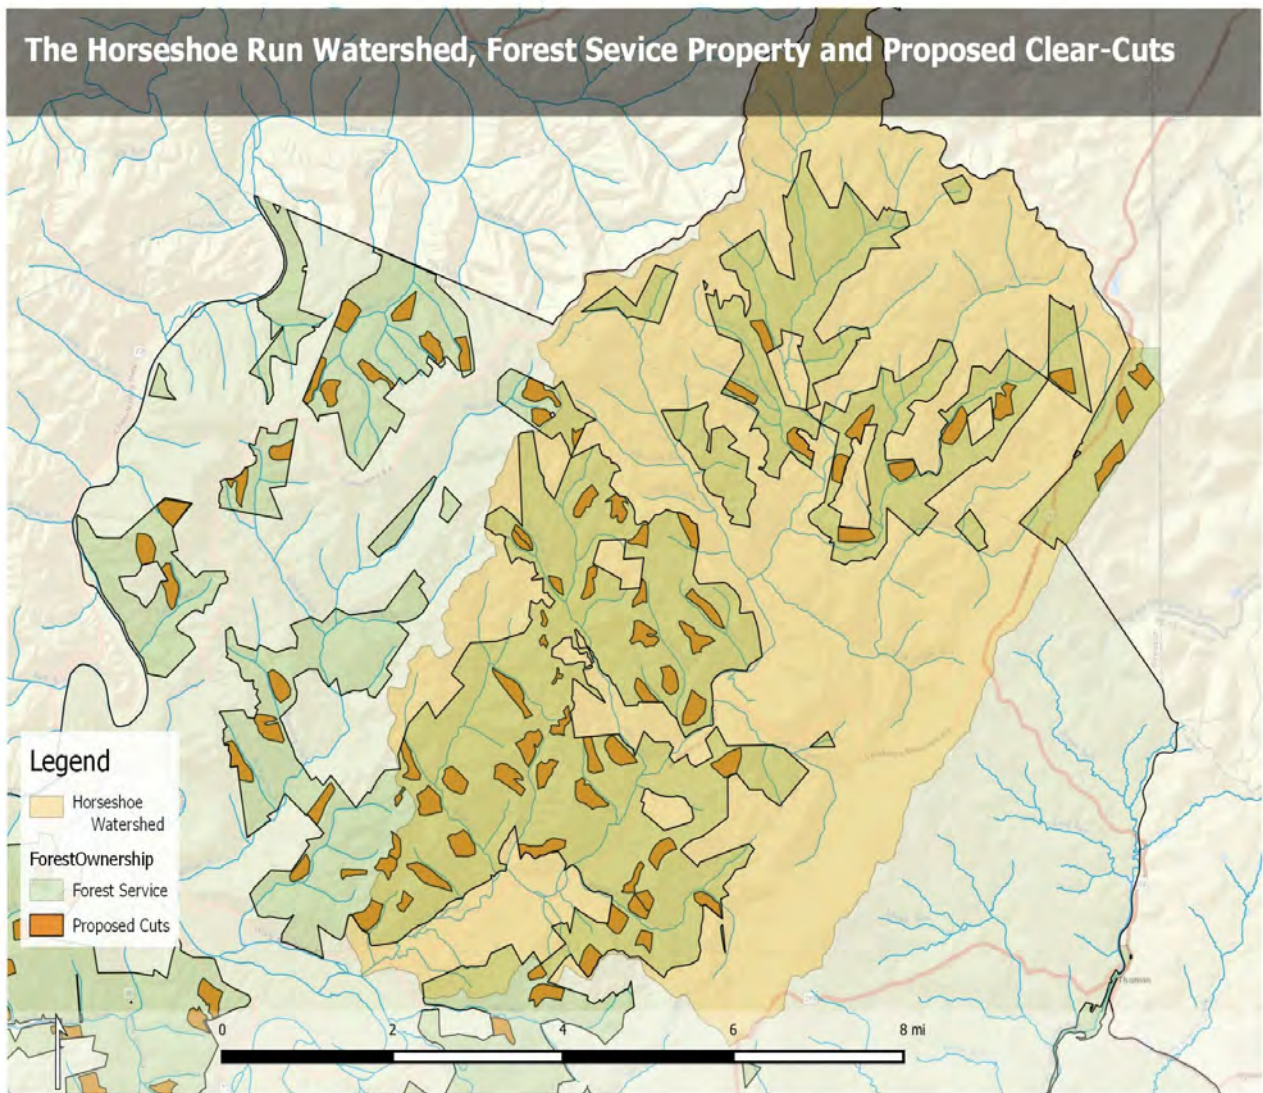 The Horseshoe Run Watershed, Forest Sevice Property and Proposed Clear-Cuts
Legend
Horseshoe
Watershed
ForestOwnership
Forest Service
Proposed Cuts
0 2 4 6 8 mi
Thomas